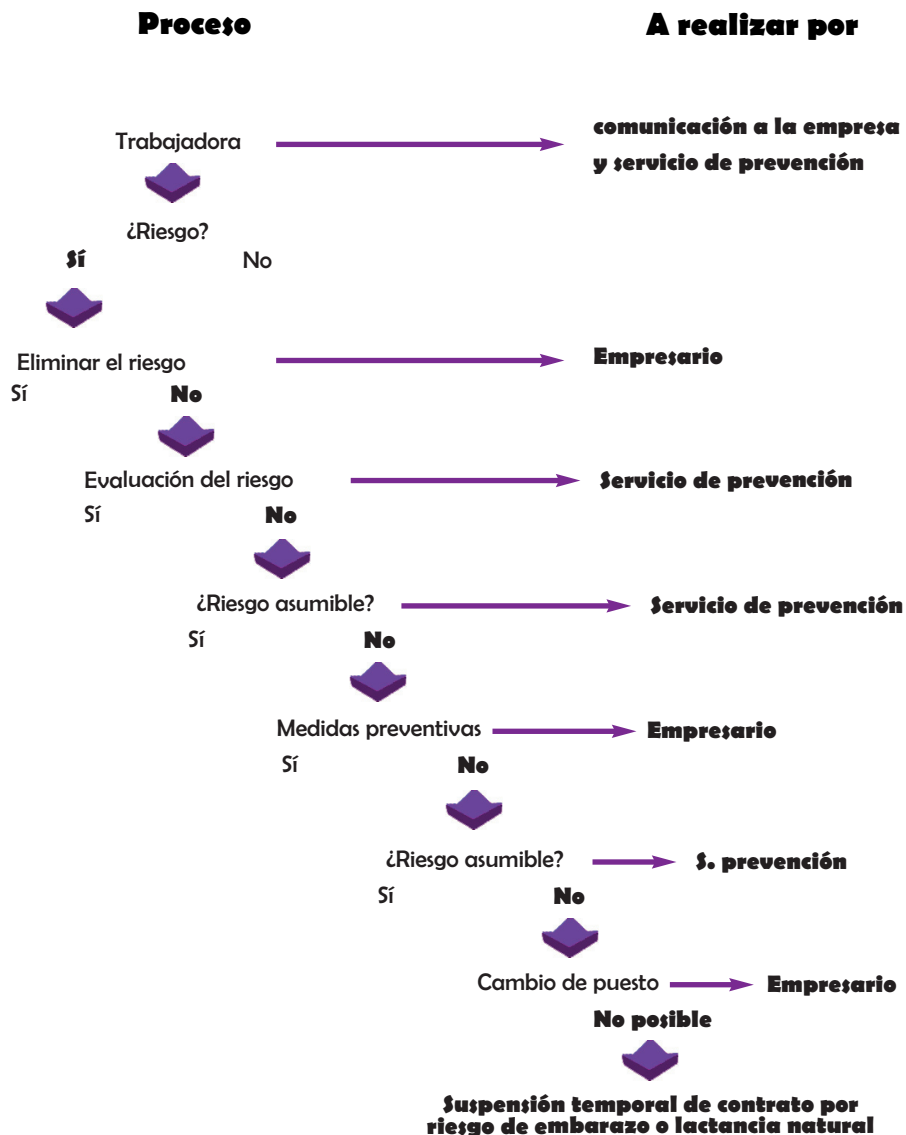 Proceso
A realizar por
Trabajadora
comunicación a la empresa
y servicio de prevención
¿Riesgo?
Sí
No
Eliminar el riesgo
Empresario
Sí
No
Evaluación del riesgo
Servicio de prevención
Sí
No
¿Riesgo asumible?
Servicio de prevención
Sí
No
Medidas preventivas
Empresario
Sí
No
¿Riesgo asumible?
S. prevención
Sí
No
Cambio de puesto
Empresario
No posible
Suspensión temporal de contrato por
riesgo de embarazo o lactancia natural